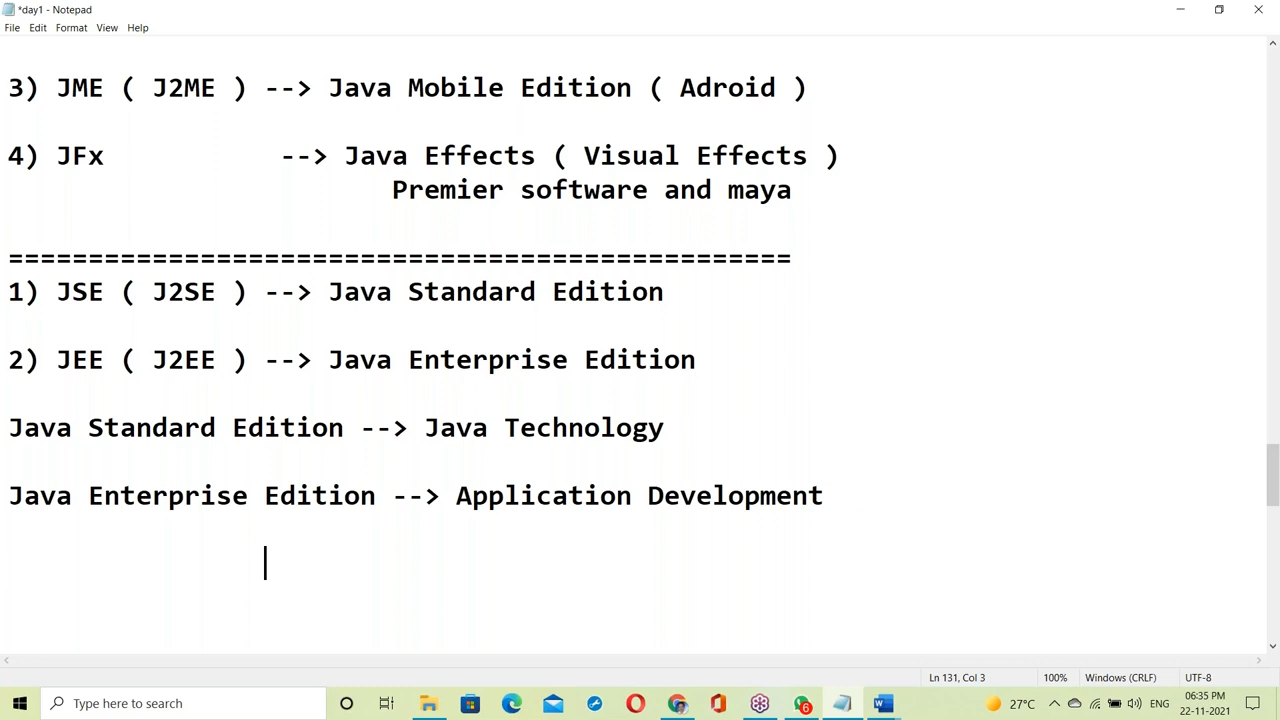 *day1 - Notepad
File Edit Format View Help
3) JME ( J2ME ) --> Java Mobile Edition ( Adroid )
4) JFx --> Java Effects ( Visual Effects )
Premier software and maya
=================================================
1) JSE ( J2SE ) --> Java Standard Edition
2) JEE ( J2EE ) --> Java Enterprise Edition
Java Standard Edition --> Java Technology
Java Enterprise Edition --> Application Development
Ln 131, Col 3 100% Windows (CRLF) UTF-8
Type here to search 6 27°C ENG 06:35 PM
22-11-2021